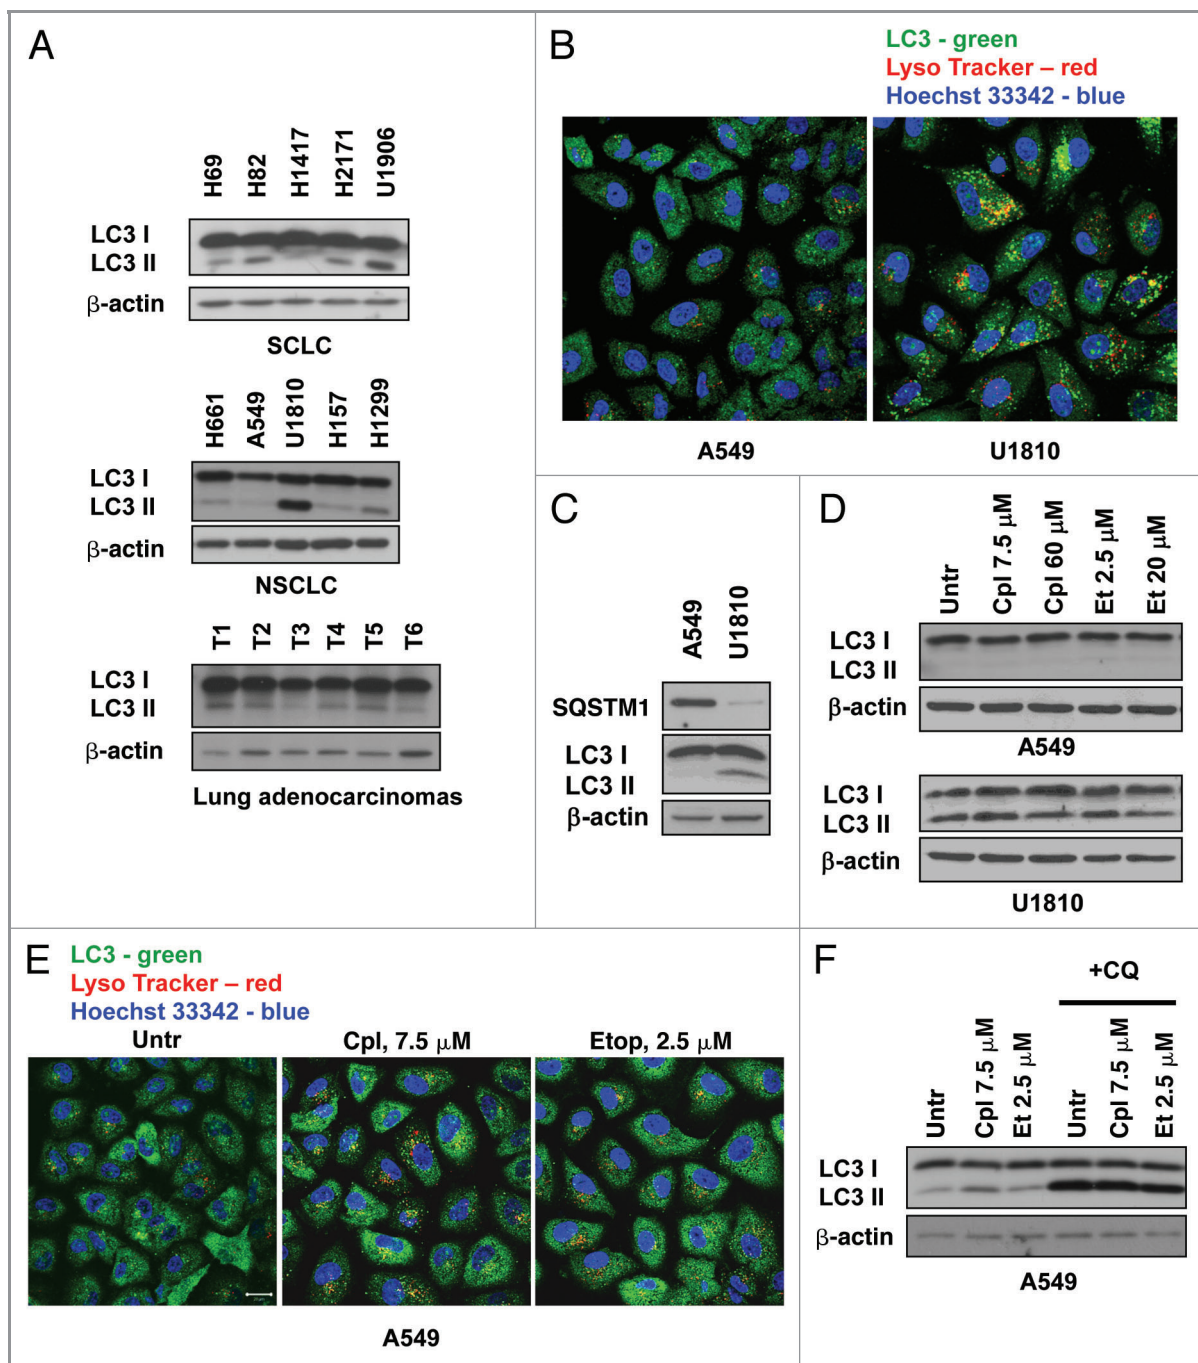 A
H69 H82 H1417 H2171 U1906
LC3 I
LC3 II
β-actin
SCLC
H661 A549 U1810 H157 H1299
LC3 I
LC3 II
β-actin
NSCLC
T1 T2 T3 T4 T5 T6
LC3 I
LC3 II
β-actin
Lung adenocarcinomas
B
LC3 - green
Lyso Tracker – red
Hoechst 33342 - blue
A549 U1810
C
A549 U1810
SQSTM1
LC3 I
LC3 II
β-actin
D
Untr Cpl 7.5 μM Cpl 60 μM Et 2.5 μM Et 20 μM
LC3 I
LC3 II
β-actin
A549
LC3 I
LC3 II
β-actin
U1810
E
LC3 - green
Lyso Tracker – red
Hoechst 33342 - blue
Untr Cpl, 7.5 μM Etop, 2.5 μM
A549
F
+CQ
Untr Cpl 7.5 μM Et 2.5 μM Untr Cpl 7.5 μM Et 2.5 μM
LC3 I
LC3 II
β-actin
A549